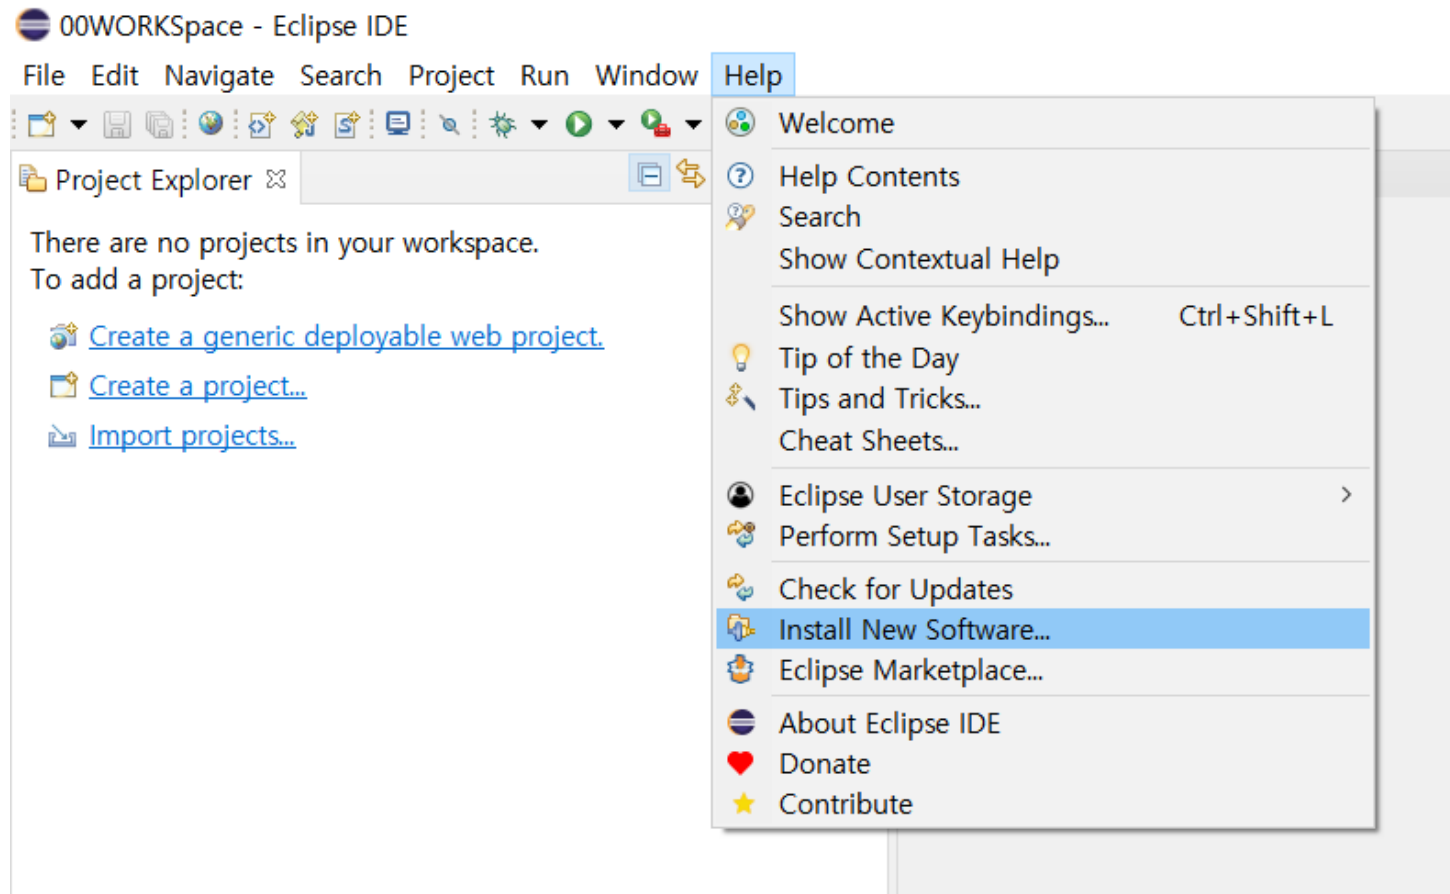 00WORKSpace - Eclipse IDE
File Edit Navigate Search Project Run Window Help
Project Explorer
There are no projects in your workspace.
To add a project:
Create a generic deployable web project.
Create a project...
Import projects...
Welcome
Help Contents
Search
Show Contextual Help
Show Active Keybindings... Ctrl+Shift+L
Tip of the Day
Tips and Tricks...
Cheat Sheets...
Eclipse User Storage
Perform Setup Tasks...
Check for Updates
Install New Software...
Eclipse Marketplace...
About Eclipse IDE
Donate
Contribute